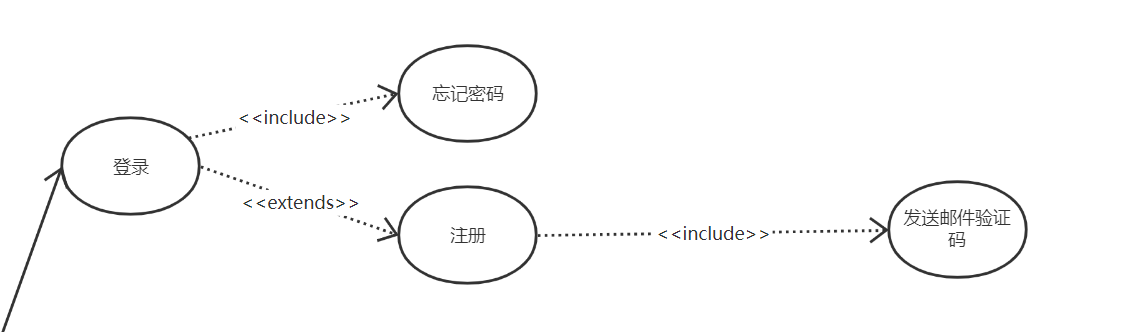 忘记密码
<<include>>
登录
<<extends>>
注册
<<include>>
发送邮件验证
码